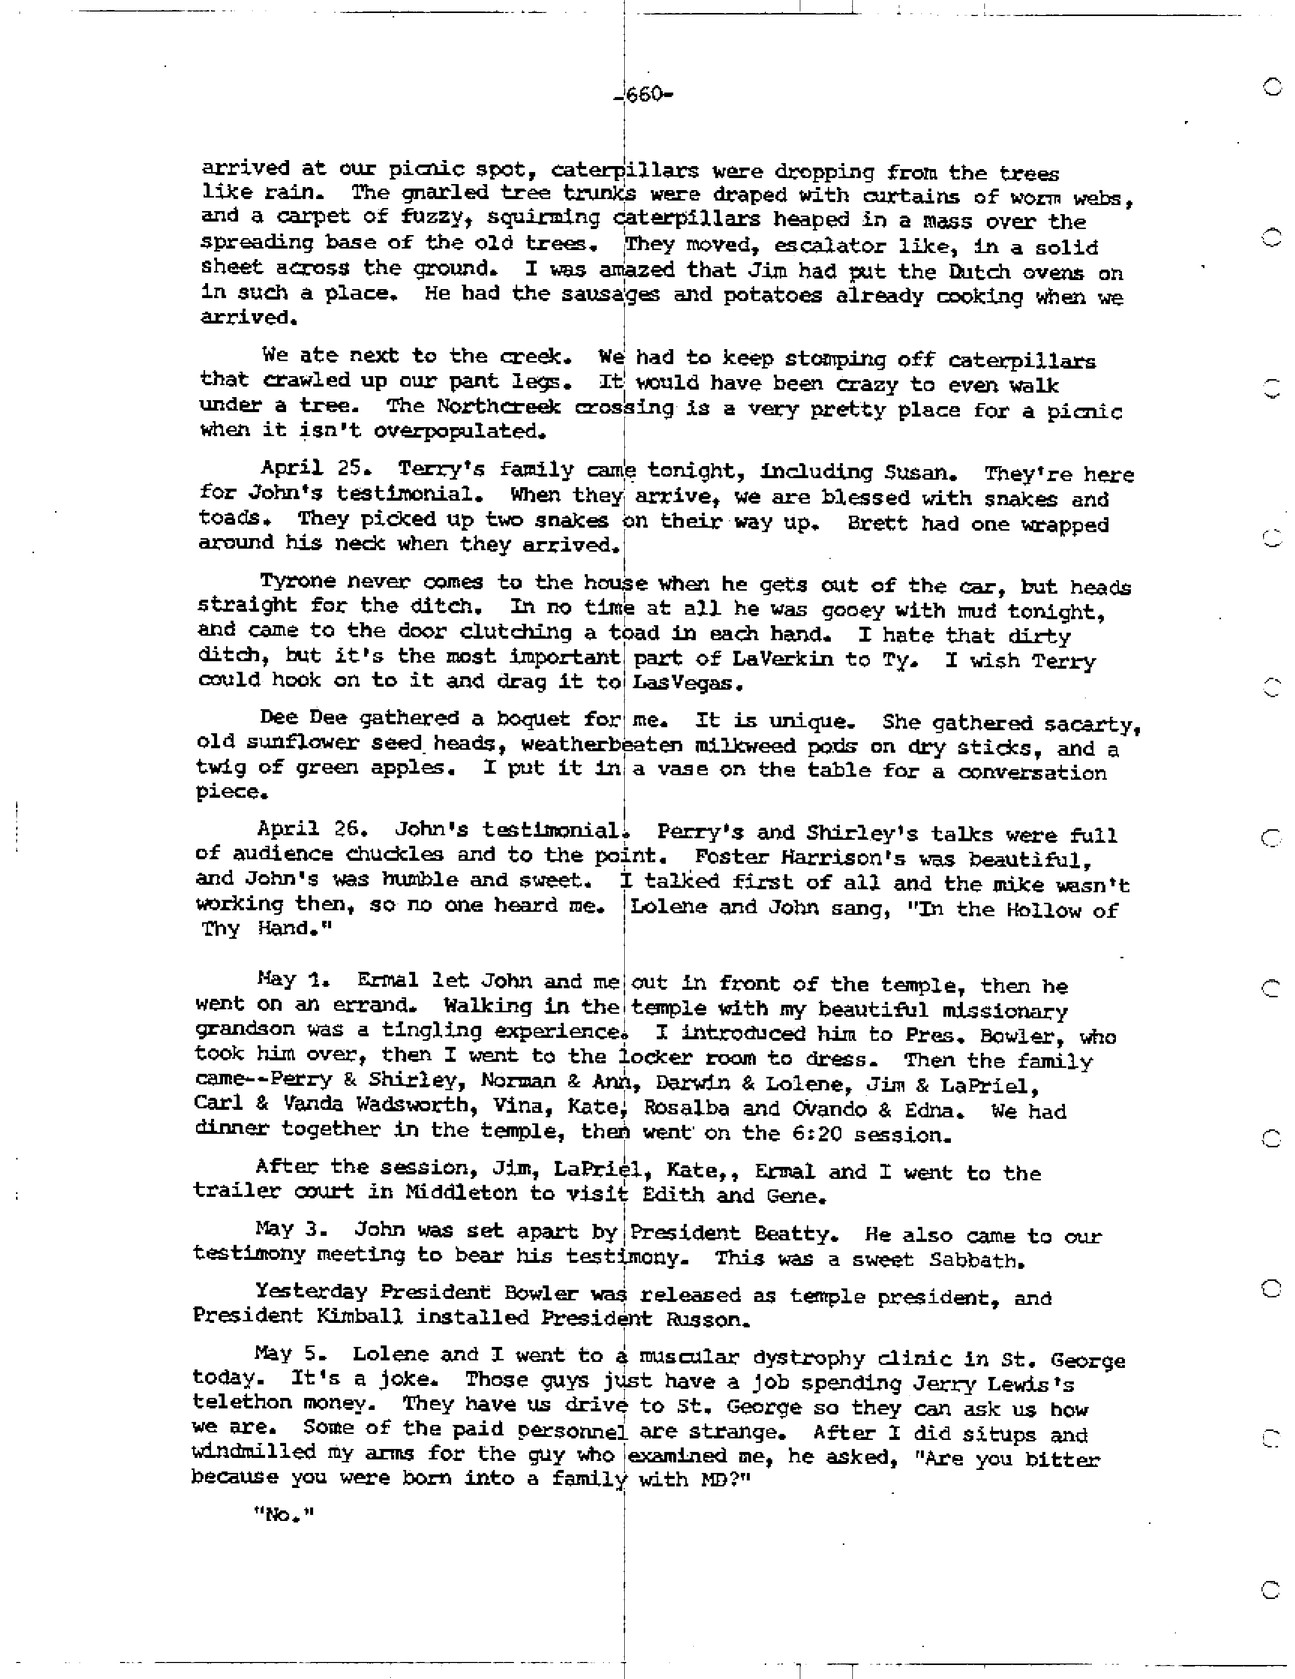 -660-
arrived at our picnic spot, caterpillars were dropping from the trees
like rain. The gnarled tree trunks were draped with curtains of worm webs,
and a carpet of fuzzy, squirming caterpillars heaped in a mass over the
spreading base of the old trees. They moved, escalator like, in a solid
sheet across the ground. I was amazed that Jim had put the Dutch ovens on
in such a place. He had the sausages and potatoes already cooking when we
arrived.
We ate next to the creek. We had to keep stomping off caterpillars
that crawled up our pant legs. It would have been crazy to even walk
under a tree. The Northcreek crossing is a very pretty place for a picnic
when it isn't overpopulated.
April 25. Terry's family came tonight, including Susan. They're here
for John's testimonial. When they arrive, we are blessed with snakes and
toads. They picked up two snakes on their way up. Brett had one wrapped
around his neck when they arrived.
Tyrone never comes to the house when he gets out of the car, but heads
straight for the ditch. In no time at all he was gooey with mud tonight,
and came to the door clutching a toad in each hand. I hate that dirty
ditch, but it's the most important part of LaVerkin to Ty. I wish Terry
could hook on to it and drag it to LasVegas.
Dee Dee gathered a boquet for me. It is unique. She gathered sacarty,
old sunflower seed heads, weatherbeaten milkweed pods on dry sticks, and a
twig of green apples. I put it in a vase on the table for a conversation
piece.
April 26. John's testimonial. Perry's and Shirley's talks were full
of audience chuckles and to the point. Foster Harrison's was beautiful,
and John's was humble and sweet. I talked first of all and the mike wasn't
working then, so no one heard me. Lolene and John sang, "In the Hollow of
Thy Hand."
May 1. Ermal let John and me out in front of the temple, then he
went on an errand. Walking in the temple with my beautiful missionary
grandson was a tingling experience. I introduced him to Pres. Bowler, who
took him over, then I went to the locker room to dress. Then the family
came--Perry & Shirley, Norman & Ann, Darwin & Lolene, Jim & LaPriel,
Carl & Vanda Wadsworth, Vina, Kate, Rosalba and Ovando & Edna. We had
dinner together in the temple, then went on the 6:20 session.
After the session, Jim, LaPriel, Kate,, Ermal and I went to the
trailer court in Middleton to visit Edith and Gene.
May 3. John was set apart by President Beatty. He also came to our
testimony meeting to bear his testimony. This was a sweet Sabbath.
Yesterday President Bowler was released as temple president, and
President Kimball installed President Russon.
May 5. Lolene and I went to a muscular dystrophy clinic in St. George
today. It's a joke. Those guys just have a job spending Jerry Lewis's
telethon money. They have us drive to St. George so they can ask us how
we are. Some of the paid personnel are strange. After I did situps and
windmilled my arms for the guy who examined me, he asked, "Are you bitter
because you were born into a family with MD?"
"No."